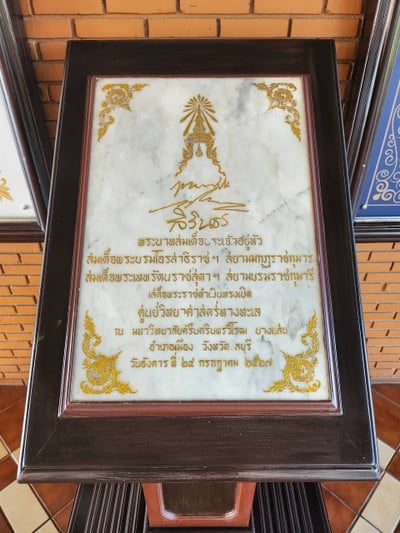 สิรินธร
พระบาทสมเด็จพระเจ้าอยู่หัว
สมเด็จพระบรมโอรสาธิราชฯ สยามมกุฎราชกุมาร
สมเด็จพระเทพรัตนราชสุดาฯ สยามบรมราชกุมารี
เสด็จพระราชดำเนินทรงเปิด
ศูนย์วิทยาศาสตร์ทางทะเล
ณ มหาวิทยาลัยศรีนครินทรวิโรฒ บางแสน
อำเภอเมือง จังหวัดชลบุรี
วันอังคาร ที่ ๒๔ กรกฎาคม ๒๕๒๗